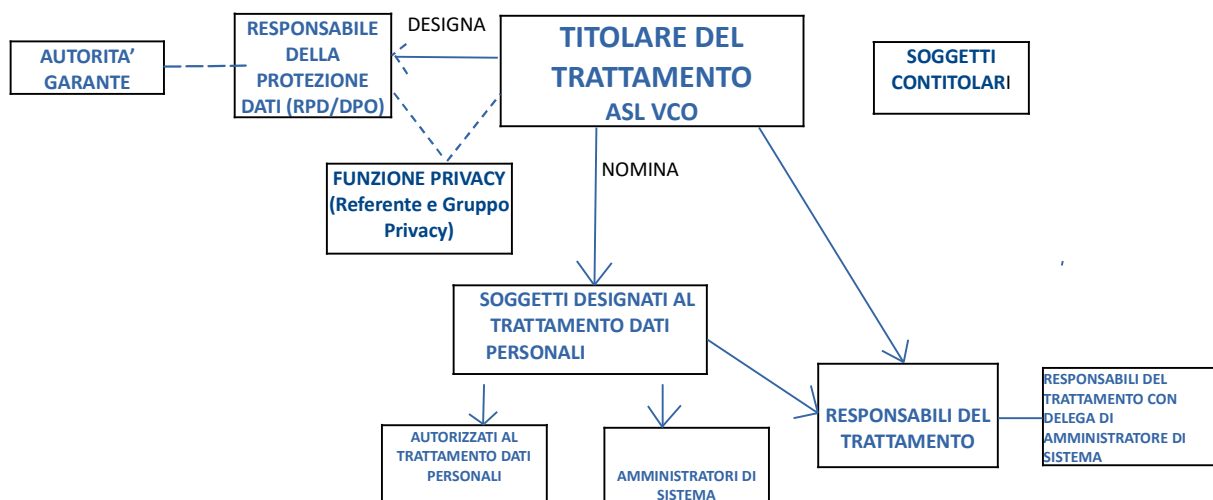 DESIGNA
AUTORITA’
GARANTE
RESPONSABILE
DELLA
PROTEZIONE
DATI (RPD/DPO)
TITOLARE DEL
TRATTAMENTO
ASL VCO
SOGGETTI
CONTITOLARI
FUNZIONE PRIVACY
(Referente e Gruppo
Privacy)
NOMINA
SOGGETTI DESIGNATI AL
TRATTAMENTO DATI
PERSONALI
RESPONSABILI DEL
TRATTAMENTO
RESPONSABILI DEL
TRATTAMENTO CON
DELEGA DI
AMMINISTRATORE DI
SISTEMA
AUTORIZZATI AL
TRATTAMENTO DATI
PERSONALI
AMMINISTRATORI DI
SISTEMA